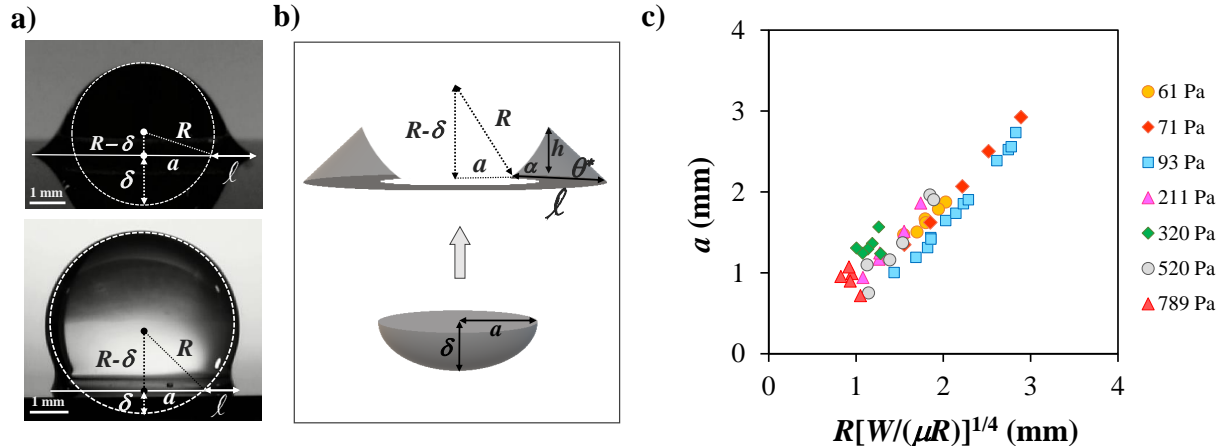 a)
R–δ
R
a
ℓ
δ
1 mm
R-δ
R
a
ℓ
δ
1 mm
b)
R-δ
R
h
a
α
θ*
ℓ
a
δ
c)
a (mm)
4
3
2
1
0
0 1 2 3 4
R[W/(μR)]^{1/4} (mm)
61 Pa
71 Pa
93 Pa
211 Pa
320 Pa
520 Pa
789 Pa